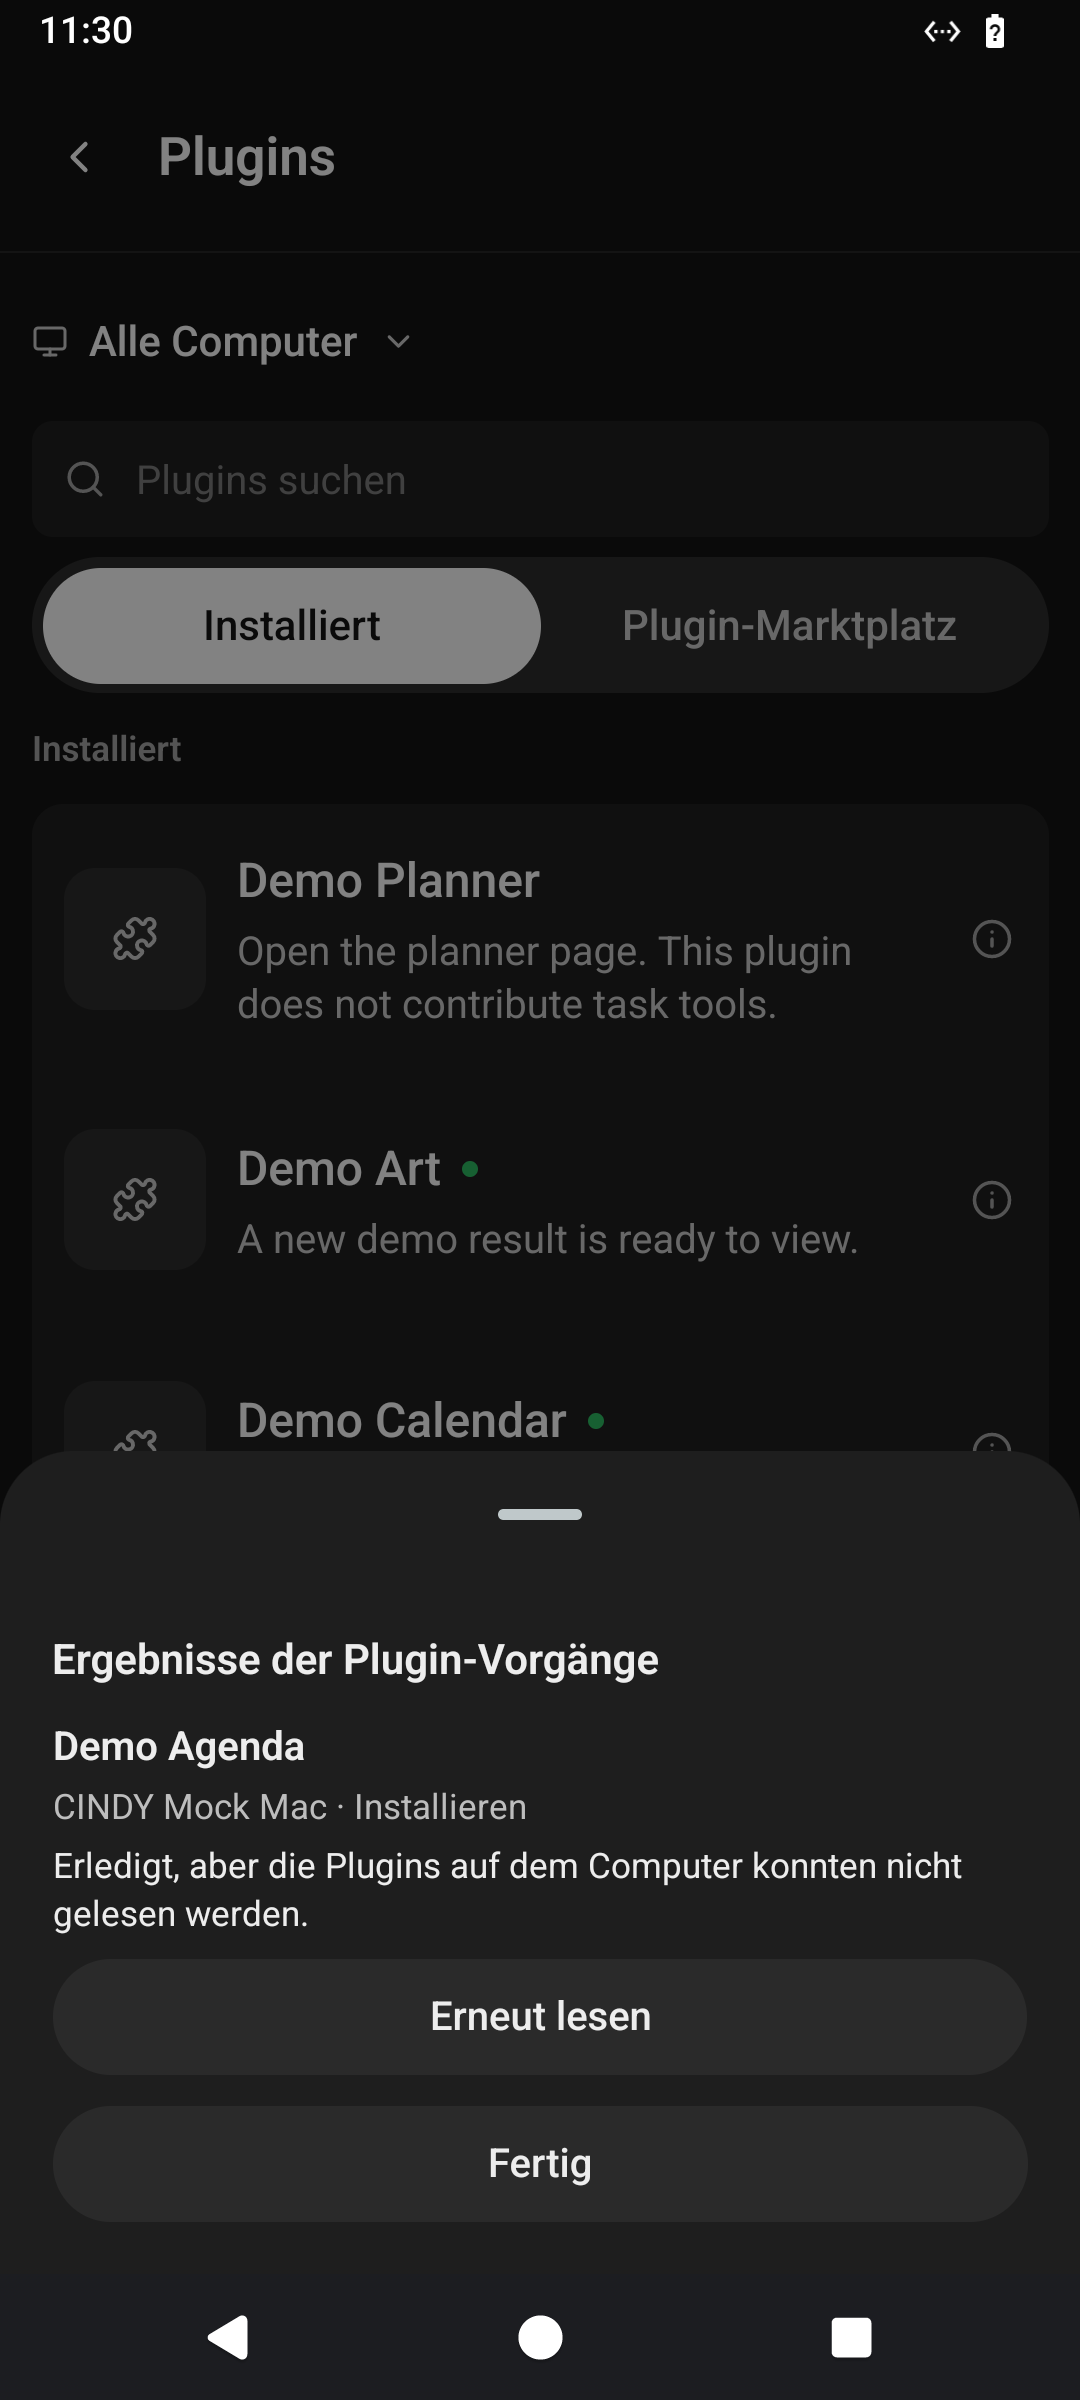 11:30
Plugins
Alle Computer
Plugins suchen
Installiert
Plugin-Marktplatz
Installiert
Demo Planner
Open the planner page. This plugin
does not contribute task tools.
Demo Art
A new demo result is ready to view.
Demo Calendar
Ergebnisse der Plugin-Vorgänge
Demo Agenda
CINDY Mock Mac · Installieren
Erledigt, aber die Plugins auf dem Computer konnten nicht
gelesen werden.
Erneut lesen
Fertig